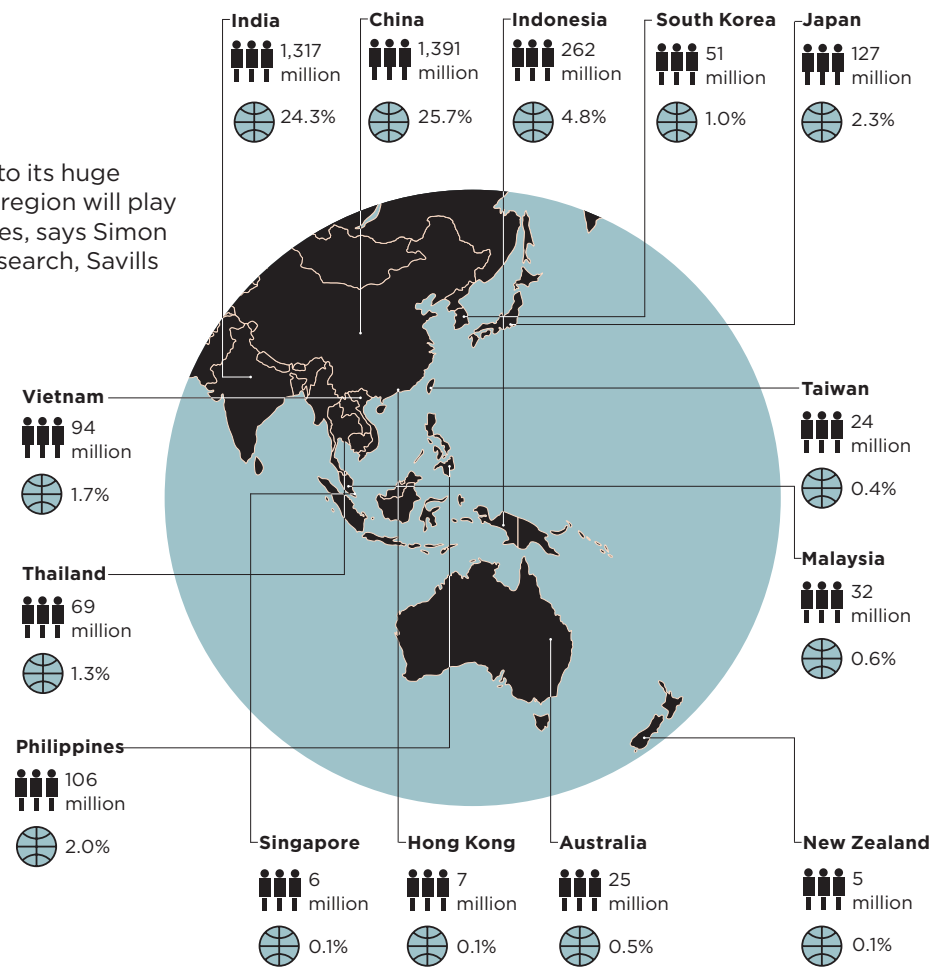 India
1,317
million
24.3%
China
1,391
million
25.7%
Indonesia
262
million
4.8%
South Korea
51
million
1.0%
Japan
127
million
2.3%
to its huge
region will play
es, says Simon
search, Savills
Vietnam
94
million
1.7%
Taiwan
24
million
0.4%
Thailand
69
million
1.3%
Malaysia
32
million
0.6%
Philippines
106
million
2.0%
Singapore
6
million
0.1%
Hong Kong
7
million
0.1%
Australia
25
million
0.5%
New Zealand
5
million
0.1%